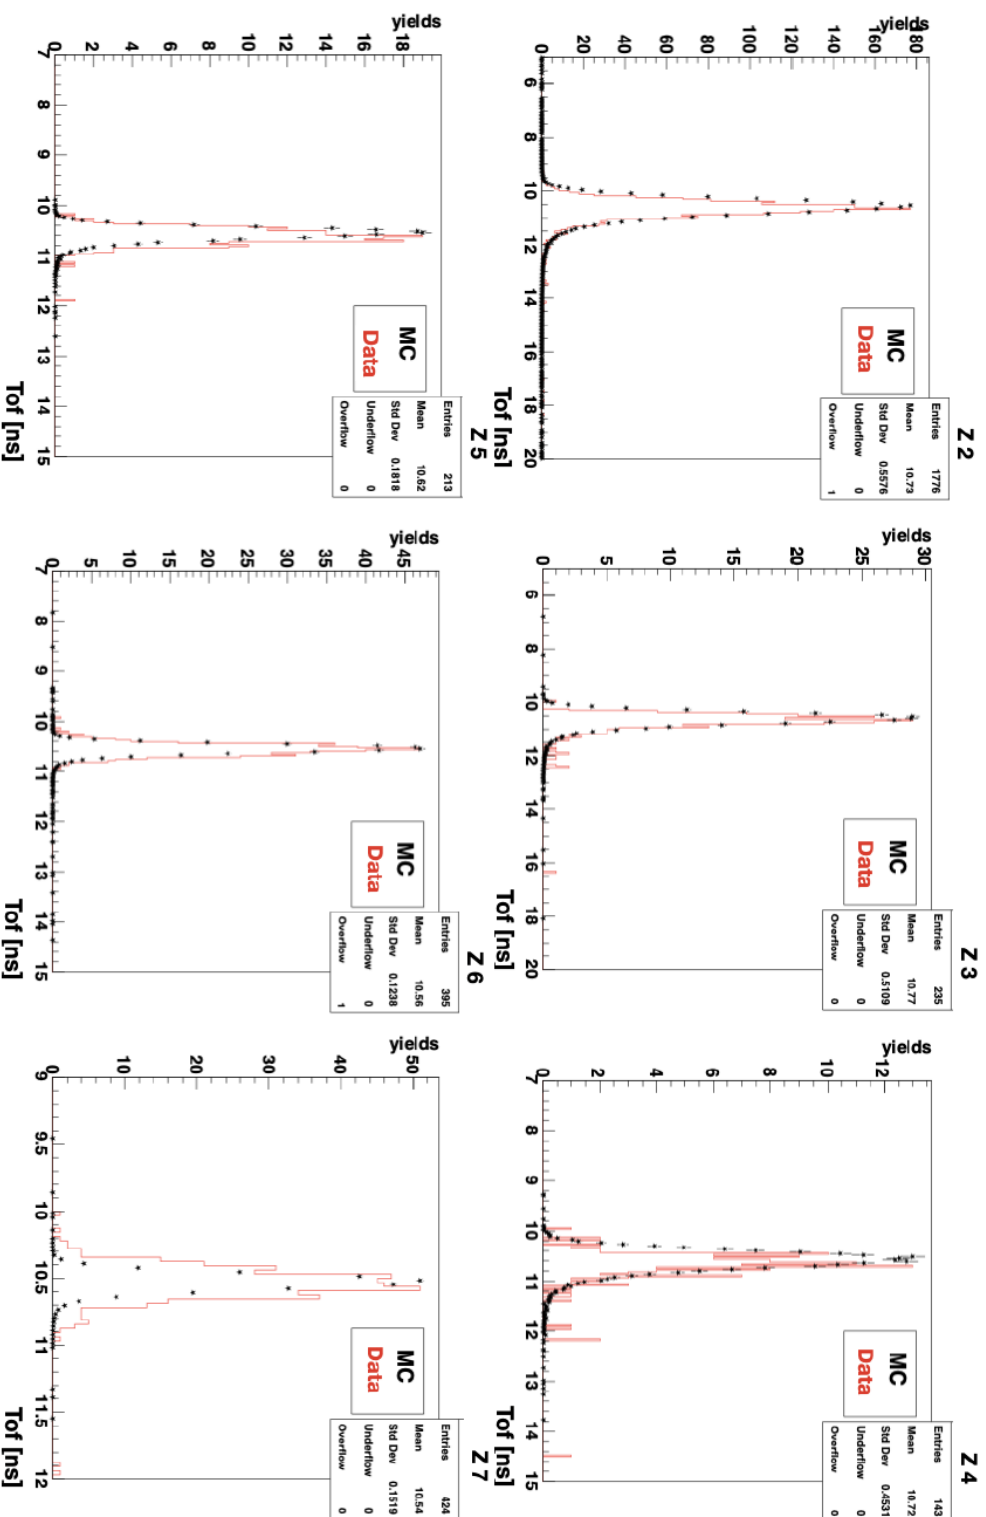 Z 2
yields
180
160
140
120
100
80
60
40
20
0
6 8 10 12 14 16 18 20
Tof [ns]
MC
Data
Entries 1776
Mean 10.73
Std Dev 0.5576
Underflow 0
Overflow 1
Z 3
yields
30
25
20
15
10
5
0
6 8 10 12 14 16 18 20
Tof [ns]
MC
Data
Entries 235
Mean 10.77
Std Dev 0.5109
Underflow 0
Overflow 0
Z 4
yields
12
10
8
6
4
2
0
7 8 9 10 11 12 13 14 15
Tof [ns]
MC
Data
Entries 143
Mean 10.72
Std Dev 0.4531
Underflow 0
Overflow 0
Z 5
yields
18
16
14
12
10
8
6
4
2
0
7 8 9 10 11 12 13 14 15
Tof [ns]
MC
Data
Entries 213
Mean 10.62
Std Dev 0.1818
Underflow 0
Overflow 0
Z 6
yields
45
40
35
30
25
20
15
10
5
0
7 8 9 10 11 12 13 14 15
Tof [ns]
MC
Data
Entries 395
Mean 10.56
Std Dev 0.1238
Underflow 0
Overflow 1
Z 7
yields
50
40
30
20
10
0
9 9.5 10 10.5 11 11.5 12
Tof [ns]
MC
Data
Entries 424
Mean 10.54
Std Dev 0.1519
Underflow 0
Overflow 0